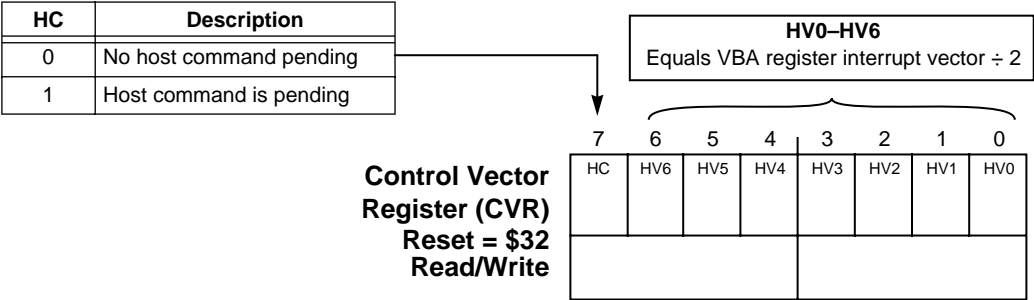 HC Description
0 No host command pending
1 Host command is pending
HV0–HV6
Equals VBA register interrupt vector ÷ 2
7 6 5 4 3 2 1 0
HC HV6 HV5 HV4 HV3 HV2 HV1 HV0
Control Vector
Register (CVR)
Reset = $32
Read/Write